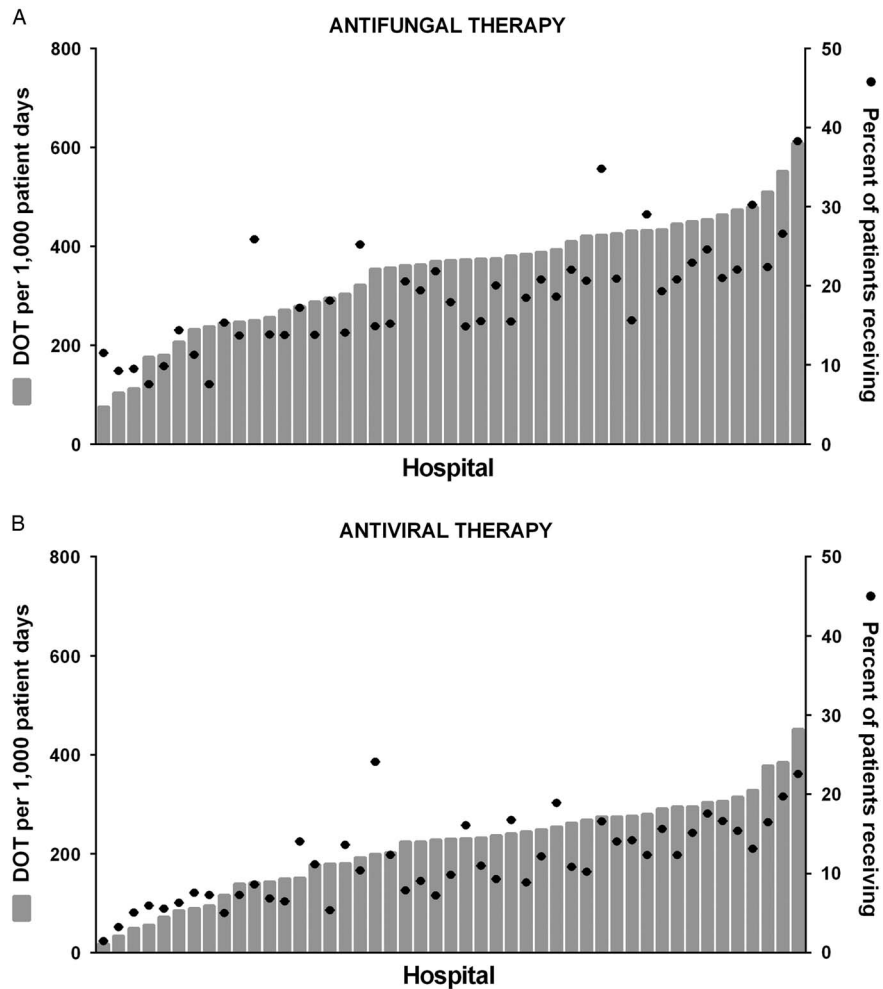 A
ANTIFUNGAL THERAPY
DOT per 1,000 patient days
800
600
400
200
0
50
40
30
20
10
0
Percent of patients receiving
Hospital
B
ANTIVIRAL THERAPY
DOT per 1,000 patient days
800
600
400
200
0
50
40
30
20
10
0
Percent of patients receiving
Hospital